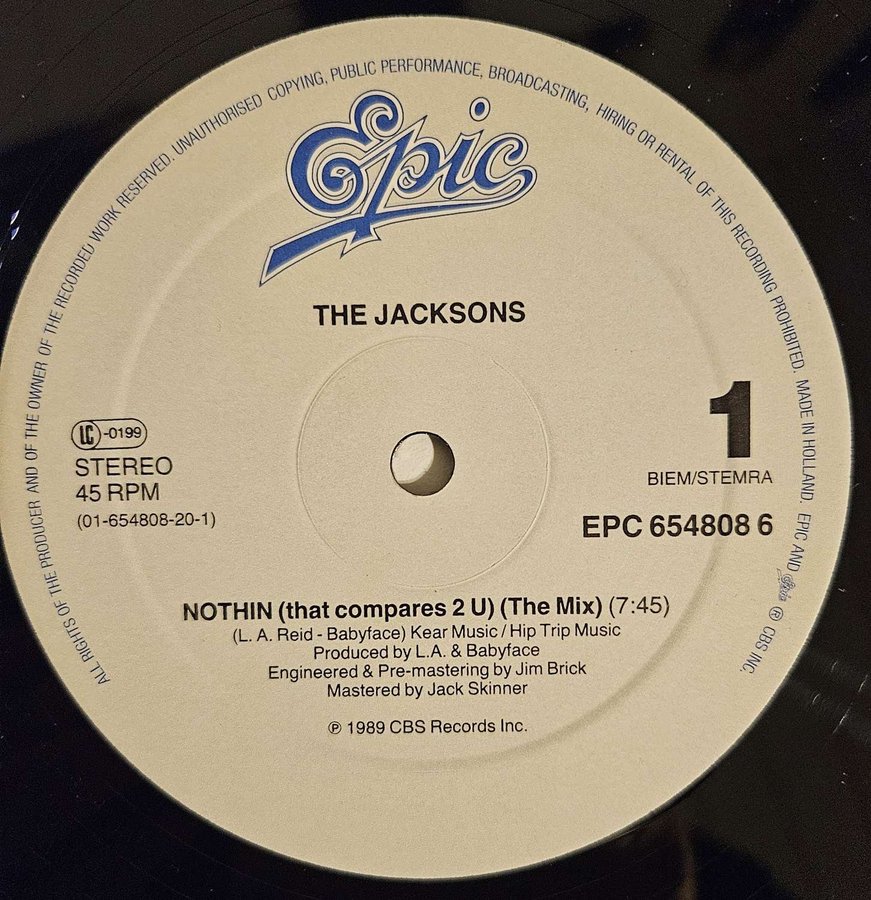 ALL RIGHTS OF THE PRODUCER AND OF THE OWNER OF THE RECORDED WORK RESERVED. UNAUTHORISED COPYING, PUBLIC PERFORMANCE, BROADCASTING, HIRING OR RENTAL OF THIS RECORDING PROHIBITED. MADE IN HOLLAND. EPIC AND Epic ® CBS INC.
Epic
THE JACKSONS
LC-0199
STEREO
45 RPM
(01-654808-20-1)
1
BIEM/STEMRA
EPC 654808 6
NOTHIN (that compares 2 U) (The Mix) (7:45)
(L. A. Reid - Babyface) Kear Music / Hip Trip Music
Produced by L.A. & Babyface
Engineered & Pre-mastering by Jim Brick
Mastered by Jack Skinner
℗ 1989 CBS Records Inc.